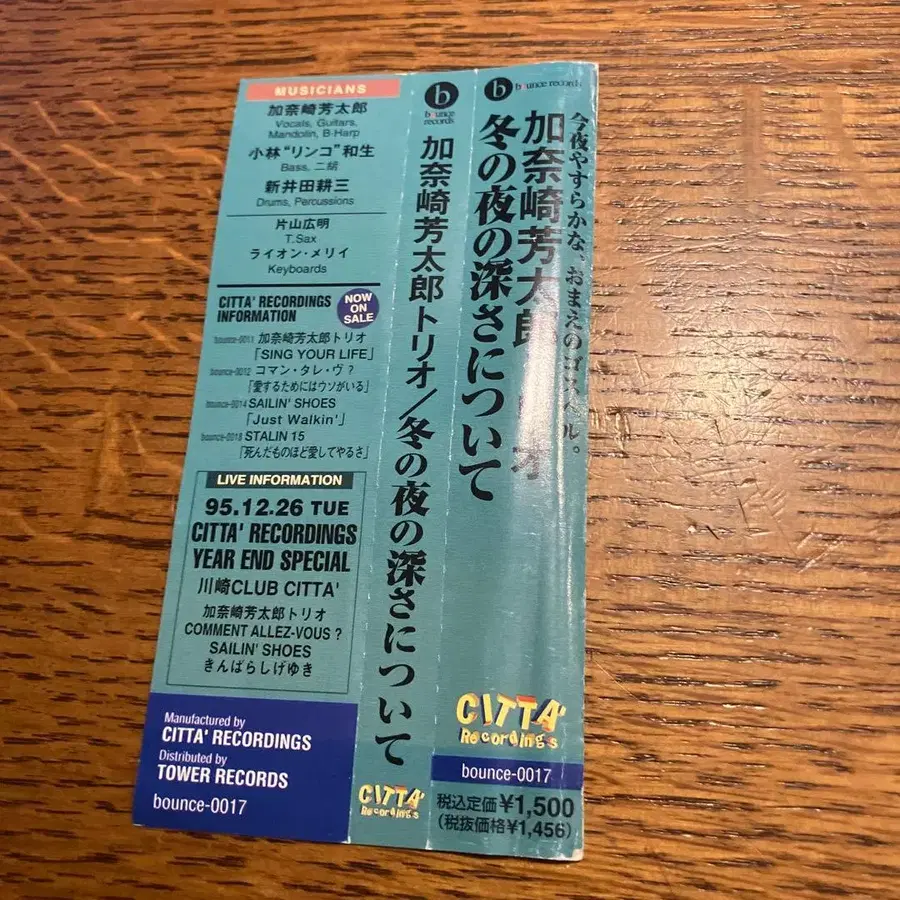 MUSICIANS
加奈崎芳太郎
Vocals, Guitars,
Mandolin, B-Harp
小林“リンコ”和生
Bass, 二胡
新井田耕三
Drums, Percussions
片山広明
T.Sax
ライオン・メリイ
Keyboards
CITTA' RECORDINGS
INFORMATION
NOW
ON
SALE
bounce-0011 加奈崎芳太郎トリオ
「SING YOUR LIFE」
bounce-0012 コマン・タレ・ヴ?
「愛するためにはウソがいる」
bounce-0014 SAILIN' SHOES
「Just Walkin'」
bounce-0018 STALIN 15
「死んだものほど愛してやるさ」
LIVE INFORMATION
95.12.26 TUE
CITTA' RECORDINGS
YEAR END SPECIAL
川崎CLUB CITTA'
加奈崎芳太郎トリオ
COMMENT ALLEZ-VOUS ?
SAILIN' SHOES
きんばらしげゆき
Manufactured by
CITTA' RECORDINGS
Distributed by
TOWER RECORDS
bounce-0017
b
bounce
records
加奈崎芳太郎トリオ/冬の夜の深さについて
CITTA'
Recordings
b bounce records
今夜やすらかな、おまえのゴスペル。
加奈崎芳太郎 オ
冬の夜の深さについて
CITTA'
Recordings
bounce-0017
税込定価¥1,500
(税抜価格¥1,456)